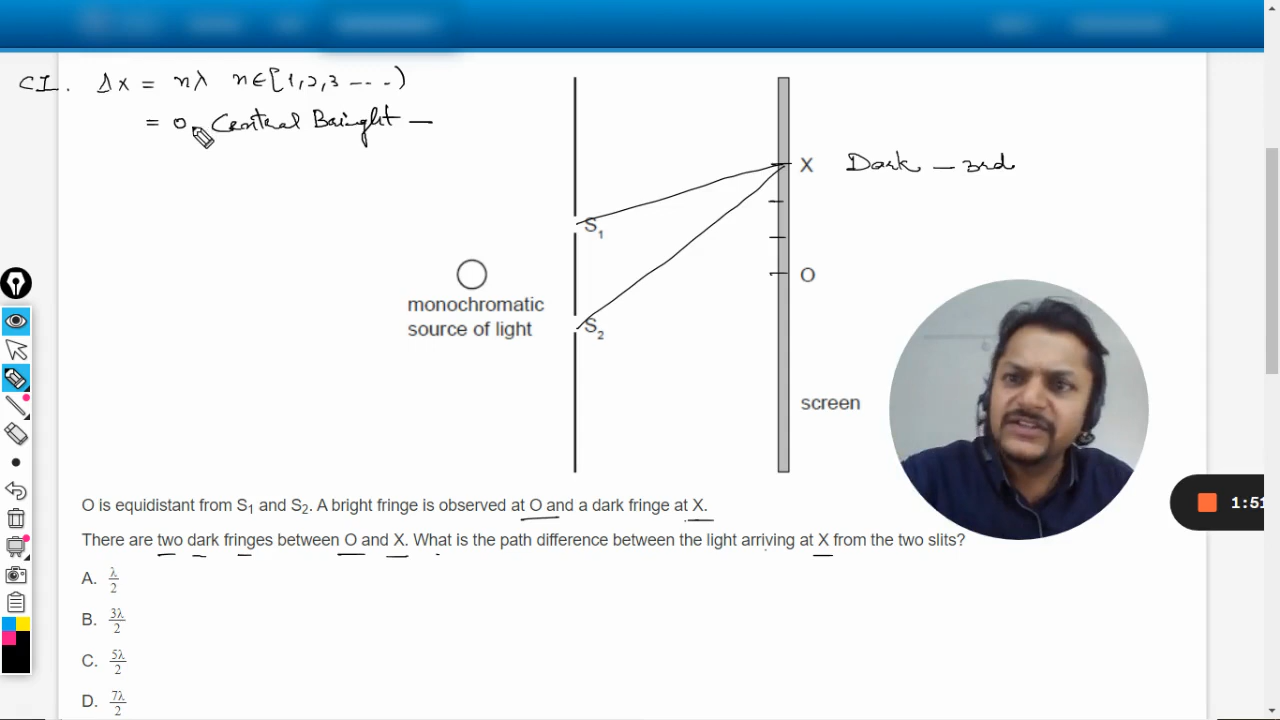 CI. Δx = nλ n∈[1,2,3 ---)
= 0, Central Baright —
S₁
X Dark — 3rd
O
monochromatic
source of light
S₂
screen
1:51
O is equidistant from S₁ and S₂. A bright fringe is observed at O and a dark fringe at X.
There are two dark fringes between O and X. What is the path difference between the light arriving at X from the two slits?
A. λ/2
B. 3λ/2
C. 5λ/2
D. 7λ/2